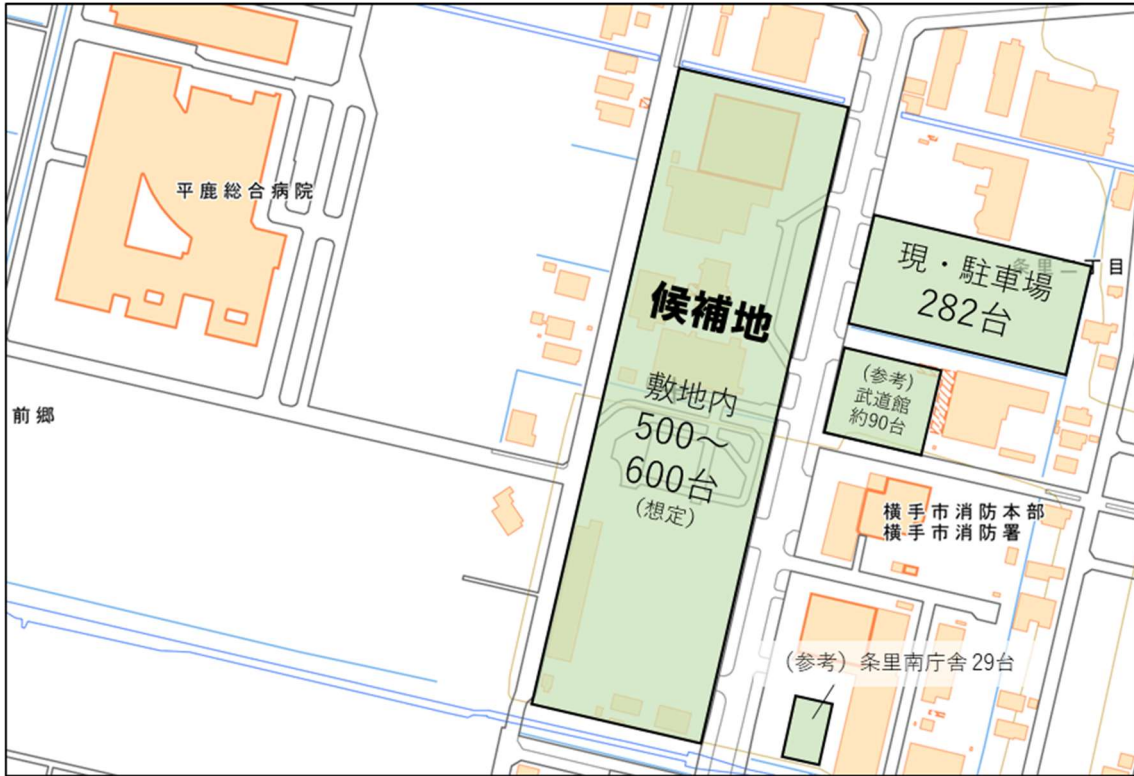 平鹿総合病院
前郷
候補地
敷地内
500～
600台
(想定)
条里一丁目
現・駐車場
282台
(参考)
武道館
約90台
横手市消防本部
横手市消防署
(参考) 条里南庁舎 29台